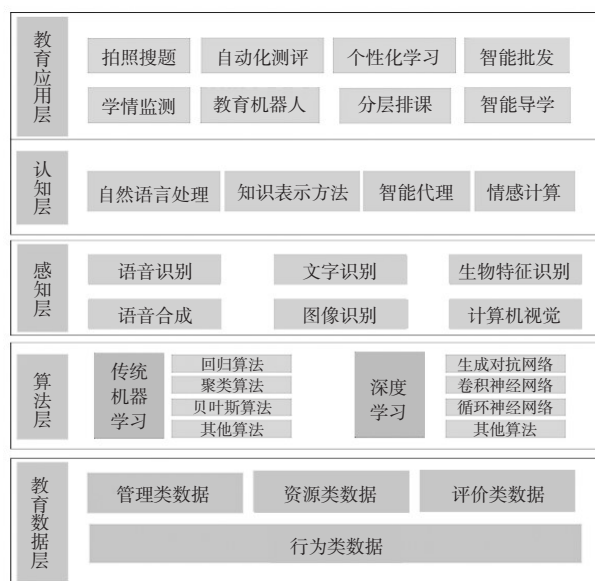 教育应用层
拍照搜题 自动化测评 个性化学习 智能批发
学情监测 教育机器人 分层排课 智能导学
认知层
自然语言处理 知识表示方法 智能代理 情感计算
感知层
语音识别 文字识别 生物特征识别
语音合成 图像识别 计算机视觉
算法层
传统
机器
学习
回归算法
聚类算法
贝叶斯算法
其他算法
深度
学习
生成对抗网络
卷积神经网络
循环神经网络
其他算法
教育数据层
管理类数据 资源类数据 评价类数据
行为类数据